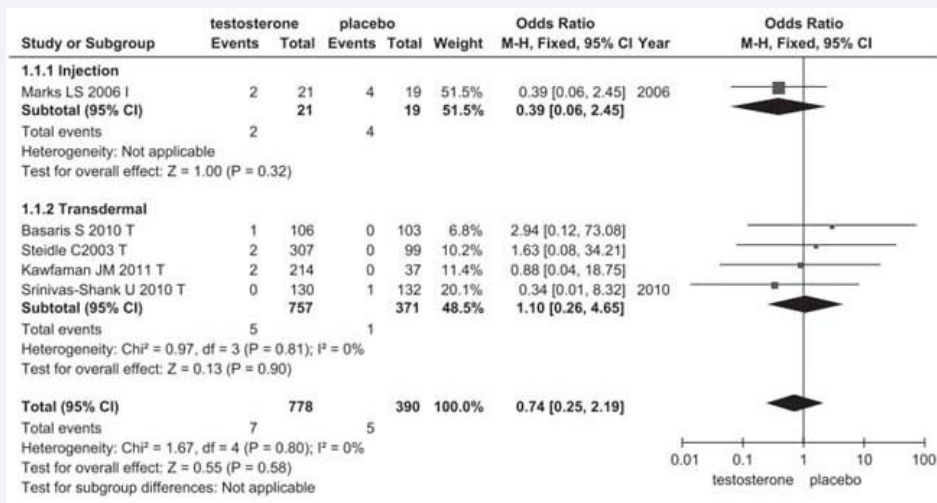 testosterone placebo Odds Ratio Odds Ratio
Study or Subgroup Events Total Events Total Weight M-H, Fixed, 95% CI Year M-H, Fixed, 95% CI
1.1.1 Injection
Marks LS 2006 I 2 21 4 19 51.5% 0.39 [0.06, 2.45] 2006
Subtotal (95% CI) 21 19 51.5% 0.39 [0.06, 2.45]
Total events 2 4
Heterogeneity: Not applicable
Test for overall effect: Z = 1.00 (P = 0.32)
1.1.2 Transdermal
Basaris S 2010 T 1 106 0 103 6.8% 2.94 [0.12, 73.08]
Steidle C2003 T 2 307 0 99 10.2% 1.63 [0.08, 34.21]
Kawfaman JM 2011 T 2 214 0 37 11.4% 0.88 [0.04, 18.75]
Srinivas-Shank U 2010 T 0 130 1 132 20.1% 0.34 [0.01, 8.32] 2010
Subtotal (95% CI) 757 371 48.5% 1.10 [0.26, 4.65]
Total events 5 1
Heterogeneity: Chi² = 0.97, df = 3 (P = 0.81); I² = 0%
Test for overall effect: Z = 0.13 (P = 0.90)
Total (95% CI) 778 390 100.0% 0.74 [0.25, 2.19]
Total events 7 5
Heterogeneity: Chi² = 1.67, df = 4 (P = 0.80); I² = 0%
Test for overall effect: Z = 0.55 (P = 0.58)
Test for subgroup differences: Not applicable
0.01 0.1 1 10 100
testosterone placebo